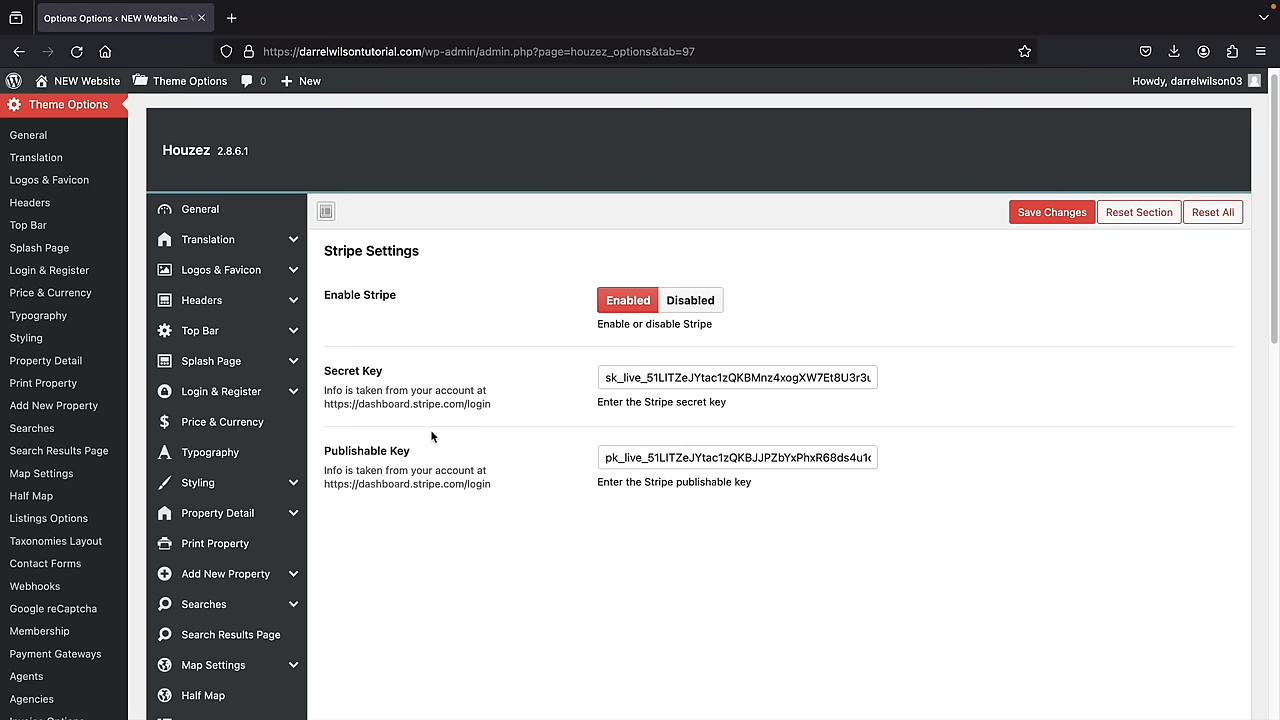 Options Options ‹ NEW Website —
https://darrelwilsontutorial.com/wp-admin/admin.php?page=houzez_options&tab=97
NEW Website
Theme Options
0
New
Howdy, darrelwilson03
Theme Options
General
Translation
Logos & Favicon
Headers
Top Bar
Splash Page
Login & Register
Price & Currency
Typography
Styling
Property Detail
Print Property
Add New Property
Searches
Search Results Page
Map Settings
Half Map
Listings Options
Taxonomies Layout
Contact Forms
Webhooks
Google reCaptcha
Membership
Payment Gateways
Agents
Agencies
Houzez 2.8.6.1
General
Translation
Logos & Favicon
Headers
Top Bar
Splash Page
Login & Register
Price & Currency
Typography
Styling
Property Detail
Print Property
Add New Property
Searches
Search Results Page
Map Settings
Half Map
Save Changes
Reset Section
Reset All
Stripe Settings
Enable Stripe
Enabled
Disabled
Enable or disable Stripe
Secret Key
Info is taken from your account at
https://dashboard.stripe.com/login
Enter the Stripe secret key
Publishable Key
Info is taken from your account at
https://dashboard.stripe.com/login
Enter the Stripe publishable key